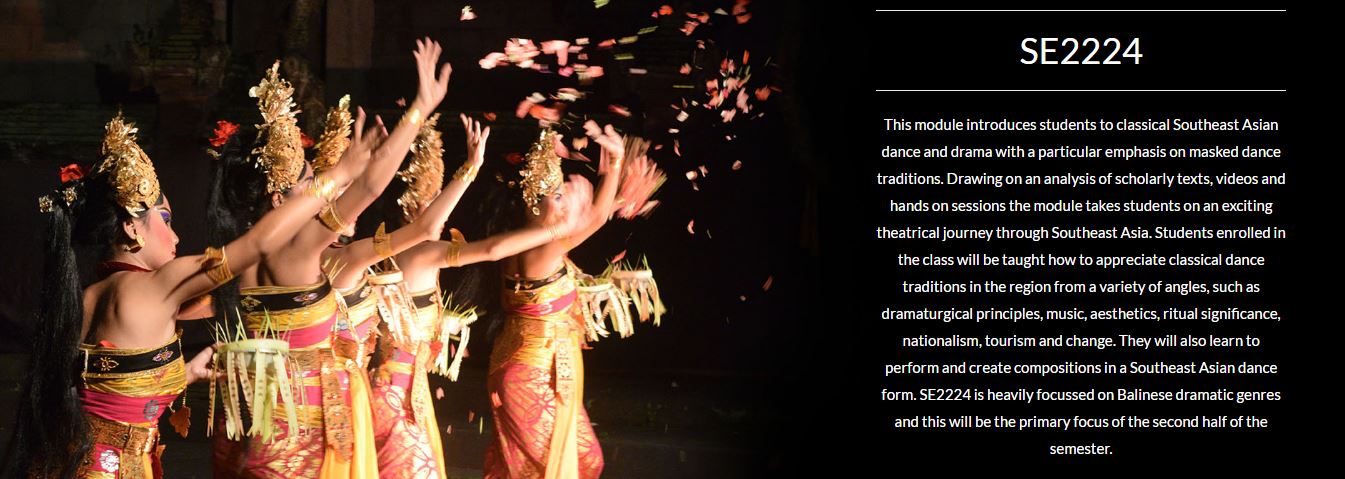 SE2224
This module introduces students to classical Southeast Asian
dance and drama with a particular emphasis on masked dance
traditions. Drawing on an analysis of scholarly texts, videos and
hands on sessions the module takes students on an exciting
theatrical journey through Southeast Asia. Students enrolled in
the class will be taught how to appreciate classical dance
traditions in the region from a variety of angles, such as
dramaturgical principles, music, aesthetics, ritual significance,
nationalism, tourism and change. They will also learn to
perform and create compositions in a Southeast Asian dance
form. SE2224 is heavily focussed on Balinese dramatic genres
and this will be the primary focus of the second half of the
semester.